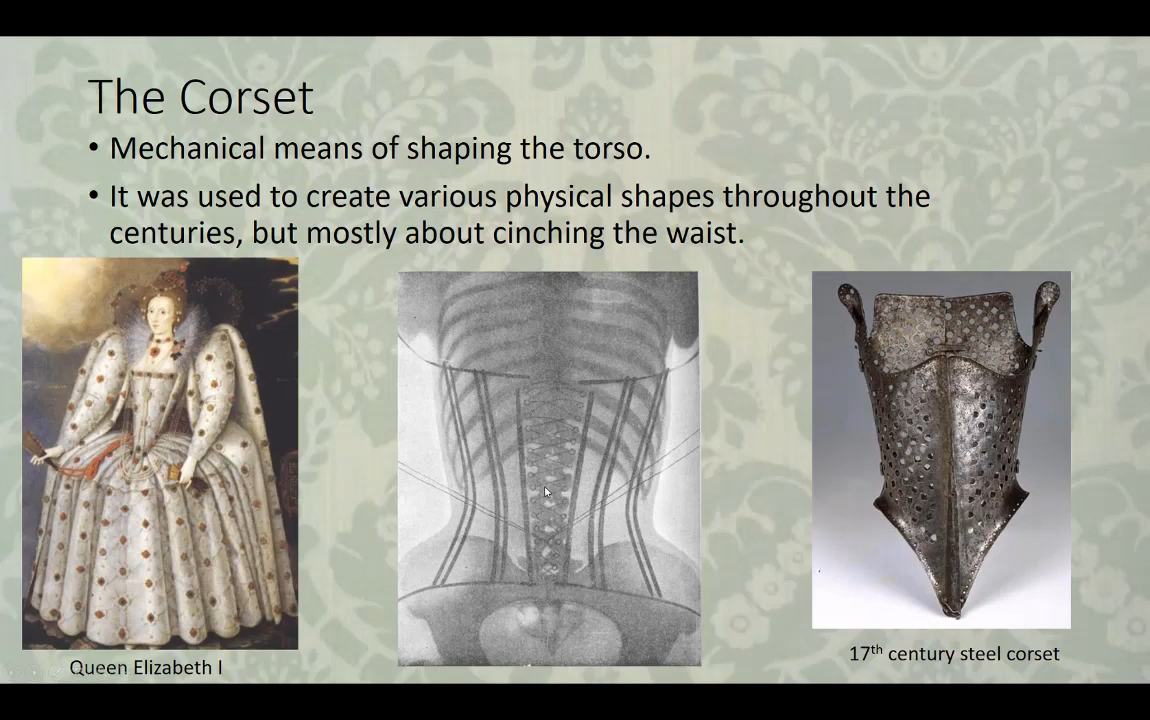 The Corset
• Mechanical means of shaping the torso.
• It was used to create various physical shapes throughout the
centuries, but mostly about cinching the waist.
Queen Elizabeth I
17th century steel corset